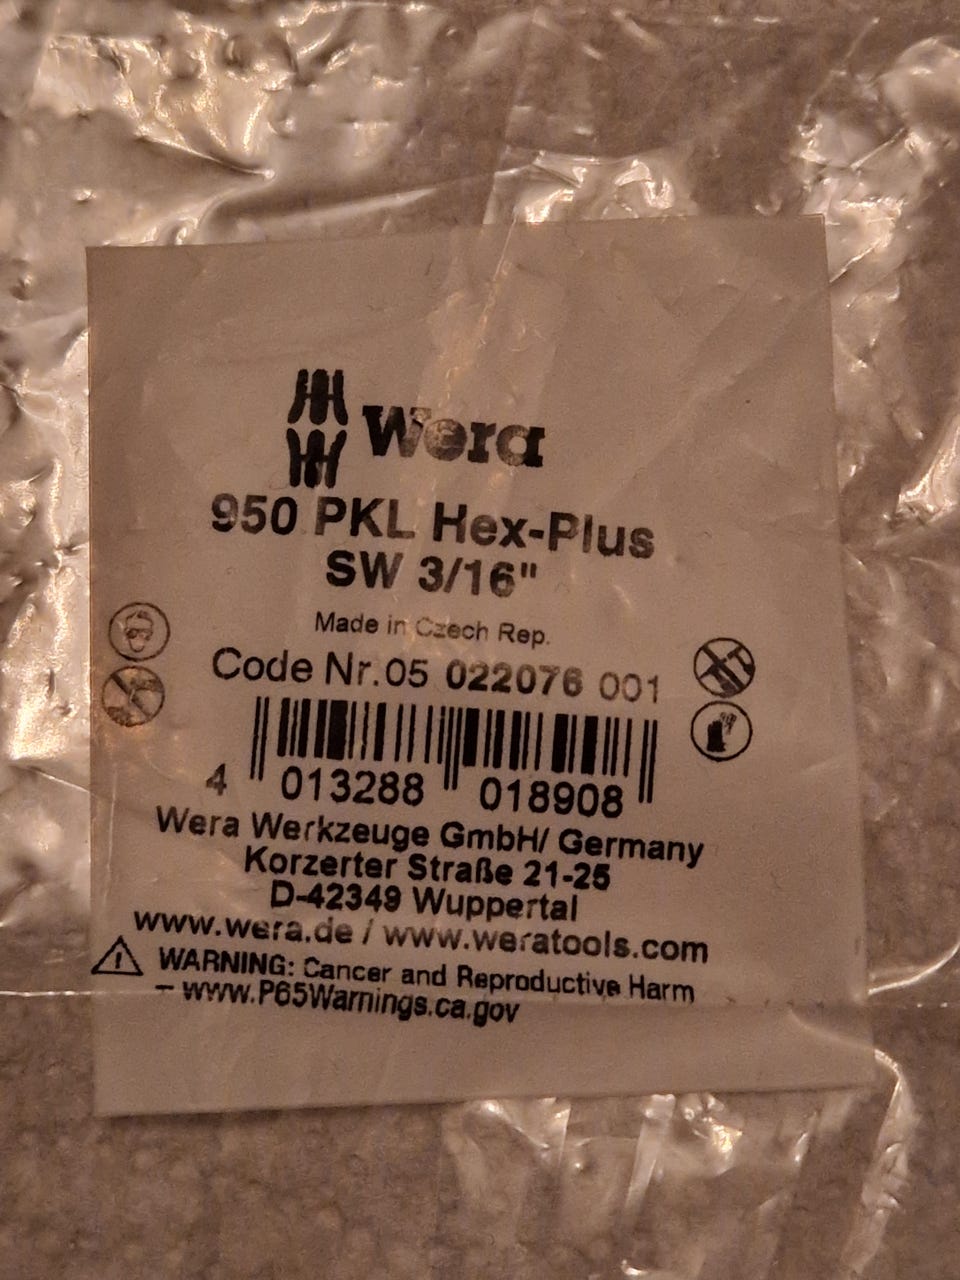 Wera
950 PKL Hex-Plus
SW 3/16"
Made in Czech Rep.
Code Nr.05 022076 001
4 013288 018908
Wera Werkzeuge GmbH/ Germany
Korzerter Straße 21-25
D-42349 Wuppertal
www.wera.de / www.weratools.com
WARNING: Cancer and Reproductive Harm
– www.P65Warnings.ca.gov